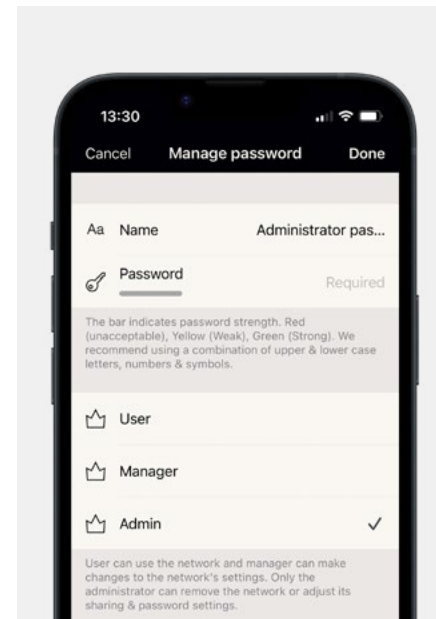 13:30
Cancel Manage password Done
Aa Name Administrator pas...
Password Required
The bar indicates password strength. Red
(unacceptable), Yellow (Weak), Green (Strong). We
recommend using a combination of upper & lower case
letters, numbers & symbols.
User
Manager
Admin
User can use the network and manager can make
changes to the network's settings. Only the
administrator can remove the network or adjust its
sharing & password settings.